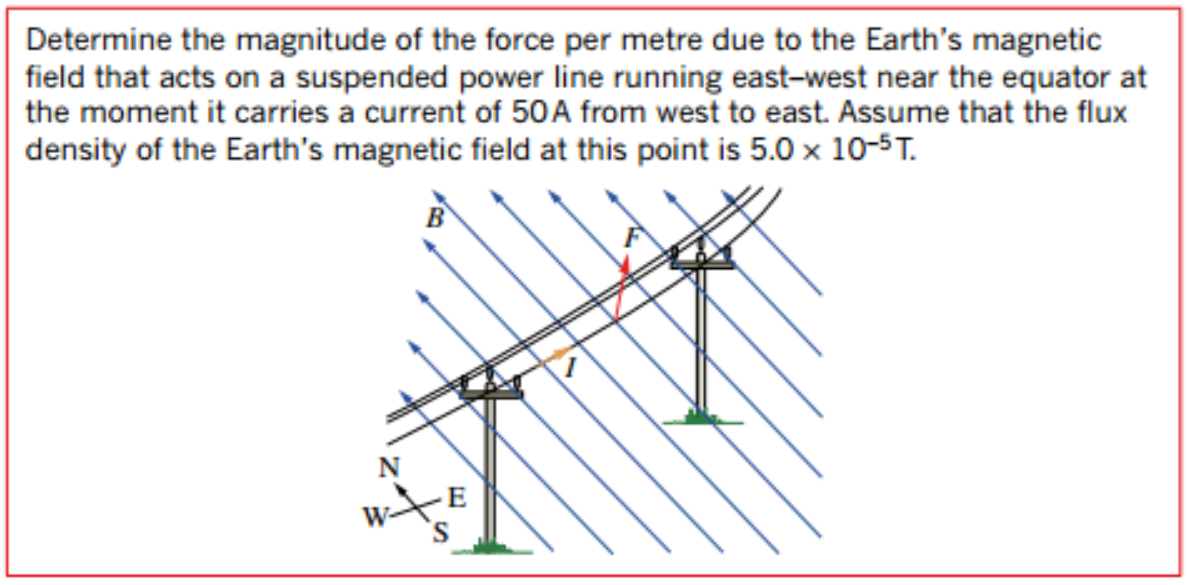 Determine the magnitude of the force per metre due to the Earth's magnetic
field that acts on a suspended power line running east–west near the equator at
the moment it carries a current of 50 A from west to east. Assume that the flux
density of the Earth's magnetic field at this point is 5.0 × 10⁻⁵ T.
B
F
I
N
E
W
S